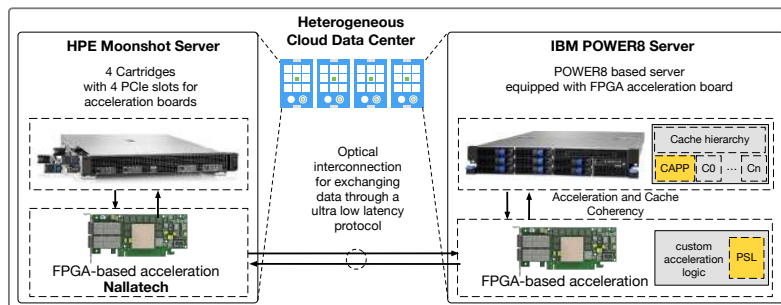 Heterogeneous
Cloud Data Center
HPE Moonshot Server
4 Cartridges
with 4 PCIe slots for
acceleration boards
FPGA-based acceleration
Nallatech
Optical
interconnection
for exchanging
data through a
ultra low latency
protocol
IBM POWER8 Server
POWER8 based server
equipped with FPGA acceleration board
Cache hierarchy
CAPP C0 ... Cn
Acceleration and Cache
Coherency
FPGA-based acceleration
custom
acceleration
logic
PSL